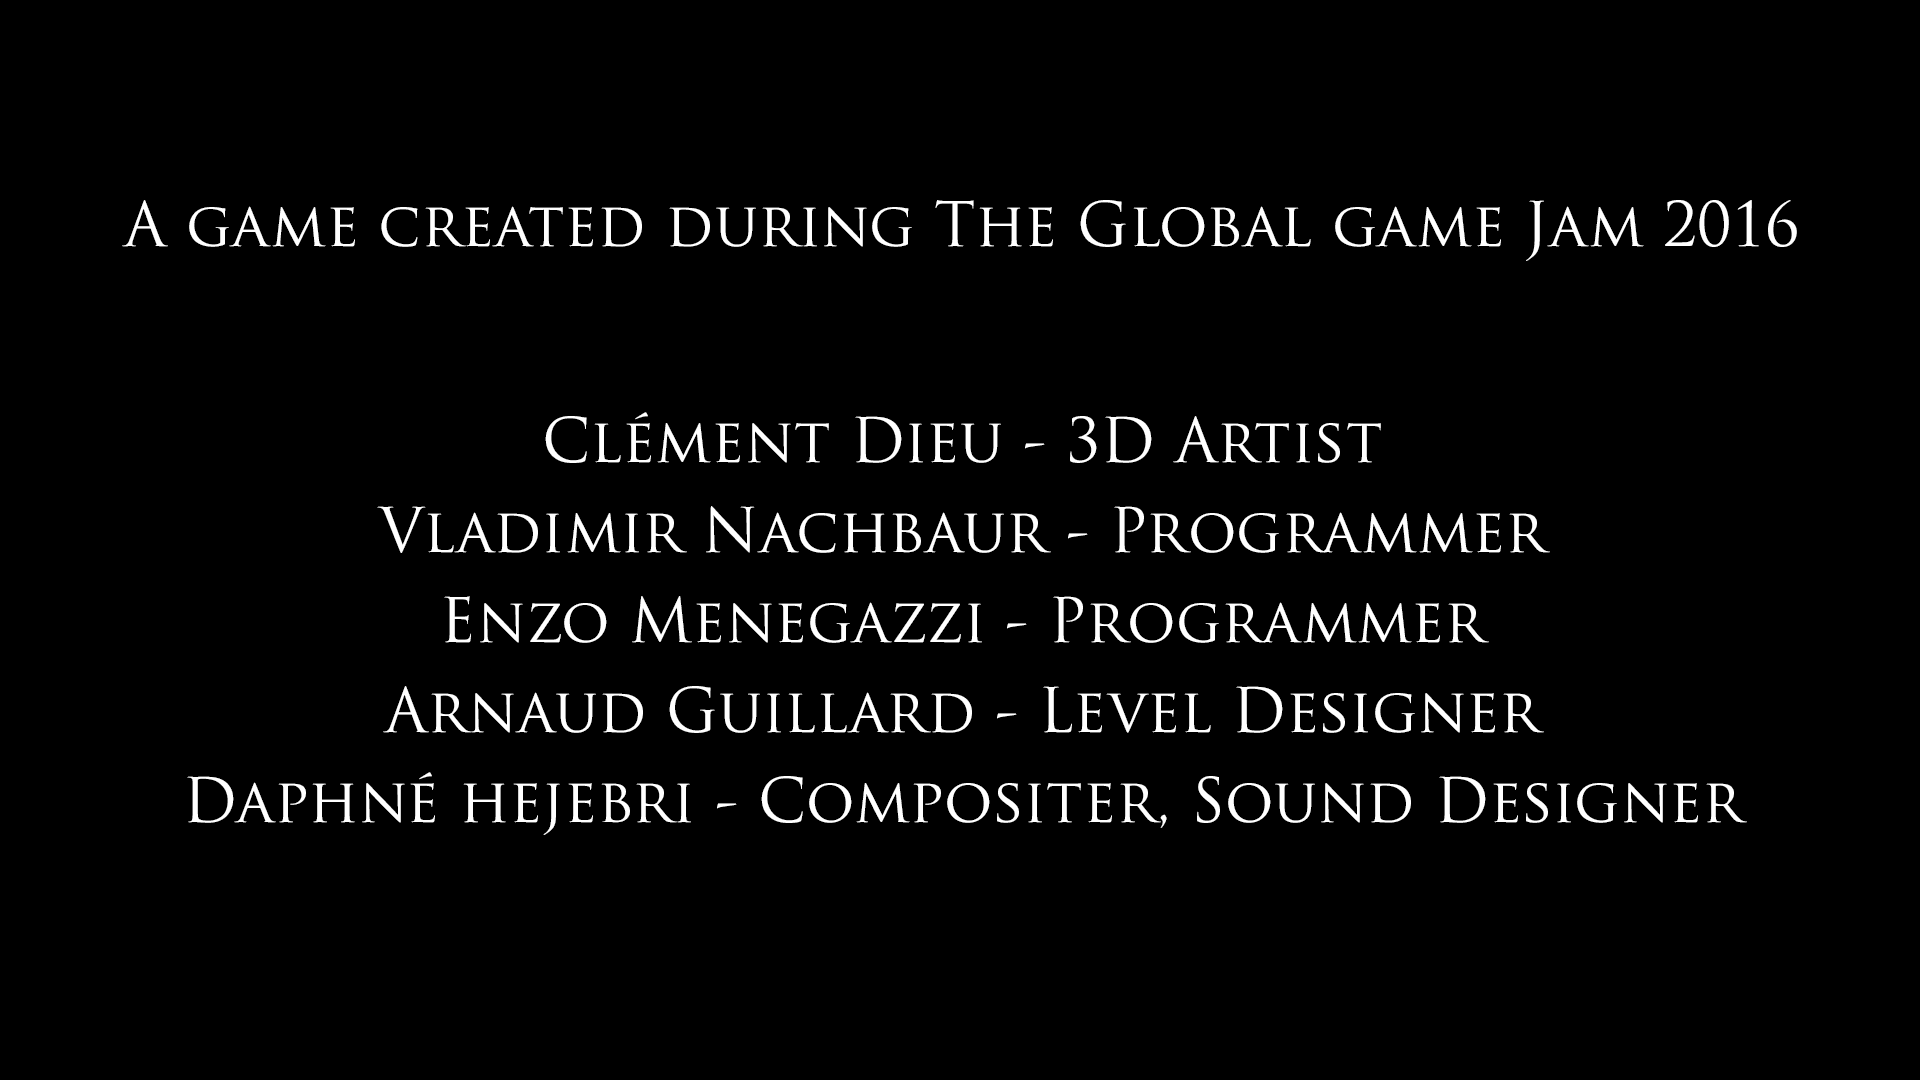 A game created during The Global game Jam 2016
Clément Dieu - 3D Artist
Vladimir Nachbaur - Programmer
Enzo Menegazzi - Programmer
Arnaud Guillard - Level Designer
Daphné hejebri - Compositer, Sound Designer